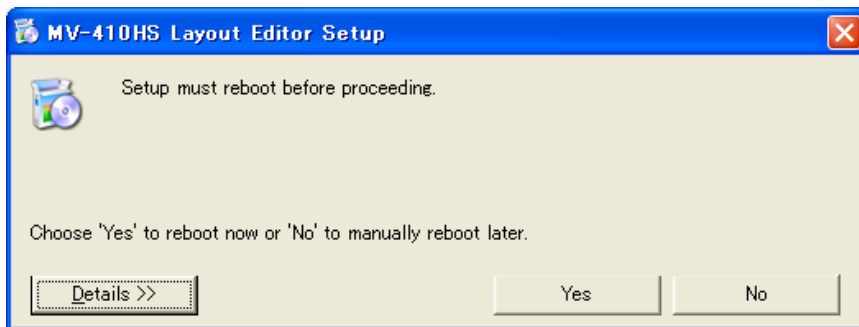 MV-410HS Layout Editor Setup
Setup must reboot before proceeding.
Choose 'Yes' to reboot now or 'No' to manually reboot later.
Details >>
Yes
No